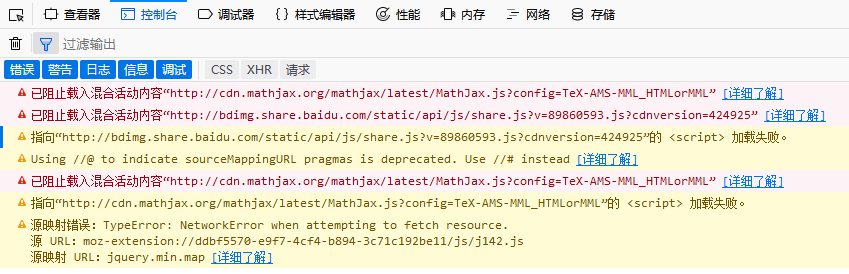 查看器 控制台 调试器 样式编辑器 性能 内存 网络 存储
过滤输出
错误 警告 日志 信息 调试 CSS XHR 请求
已阻止载入混合活动内容“http://cdn.mathjax.org/mathjax/latest/MathJax.js?config=TeX-AMS-MML_HTMLorMML” [详细了解]
已阻止载入混合活动内容“http://bdimg.share.baidu.com/static/api/js/share.js?v=89860593.js?cdnversion=424925” [详细了解]
指向“http://bdimg.share.baidu.com/static/api/js/share.js?v=89860593.js?cdnversion=424925”的 <script> 加载失败。
Using //@ to indicate sourceMappingURL pragmas is deprecated. Use //# instead [详细了解]
已阻止载入混合活动内容“http://cdn.mathjax.org/mathjax/latest/MathJax.js?config=TeX-AMS-MML_HTMLorMML” [详细了解]
指向“http://cdn.mathjax.org/mathjax/latest/MathJax.js?config=TeX-AMS-MML_HTMLorMML”的 <script> 加载失败。
源映射错误：TypeError: NetworkError when attempting to fetch resource.
源 URL：moz-extension://ddbf5570-e9f7-4cf4-b894-3c71c192be11/js/j142.js
源映射 URL：jquery.min.map [详细了解]